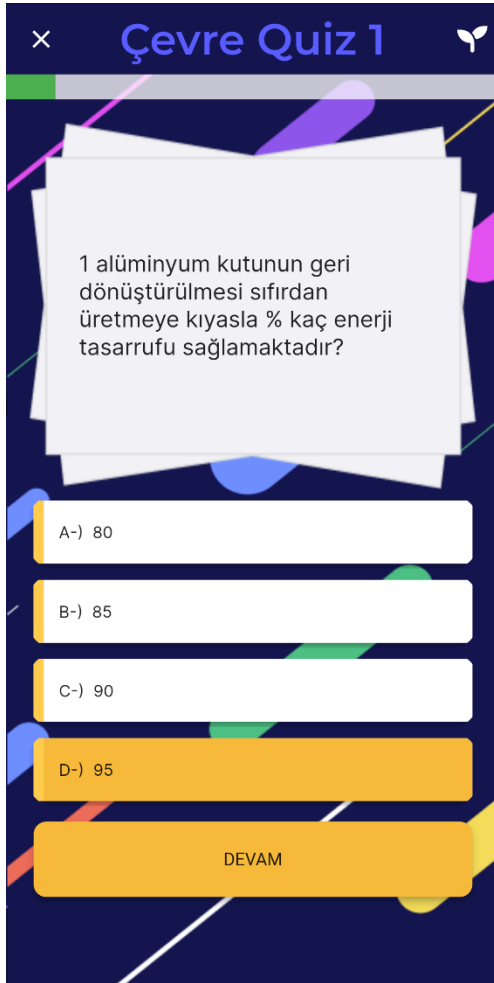 Çevre Quiz 1
1 alüminyum kutunun geri
dönüştürülmesi sıfırdan
üretmeye kıyasla % kaç enerji
tasarrufu sağlamaktadır?
A-) 80
B-) 85
C-) 90
D-) 95
DEVAM